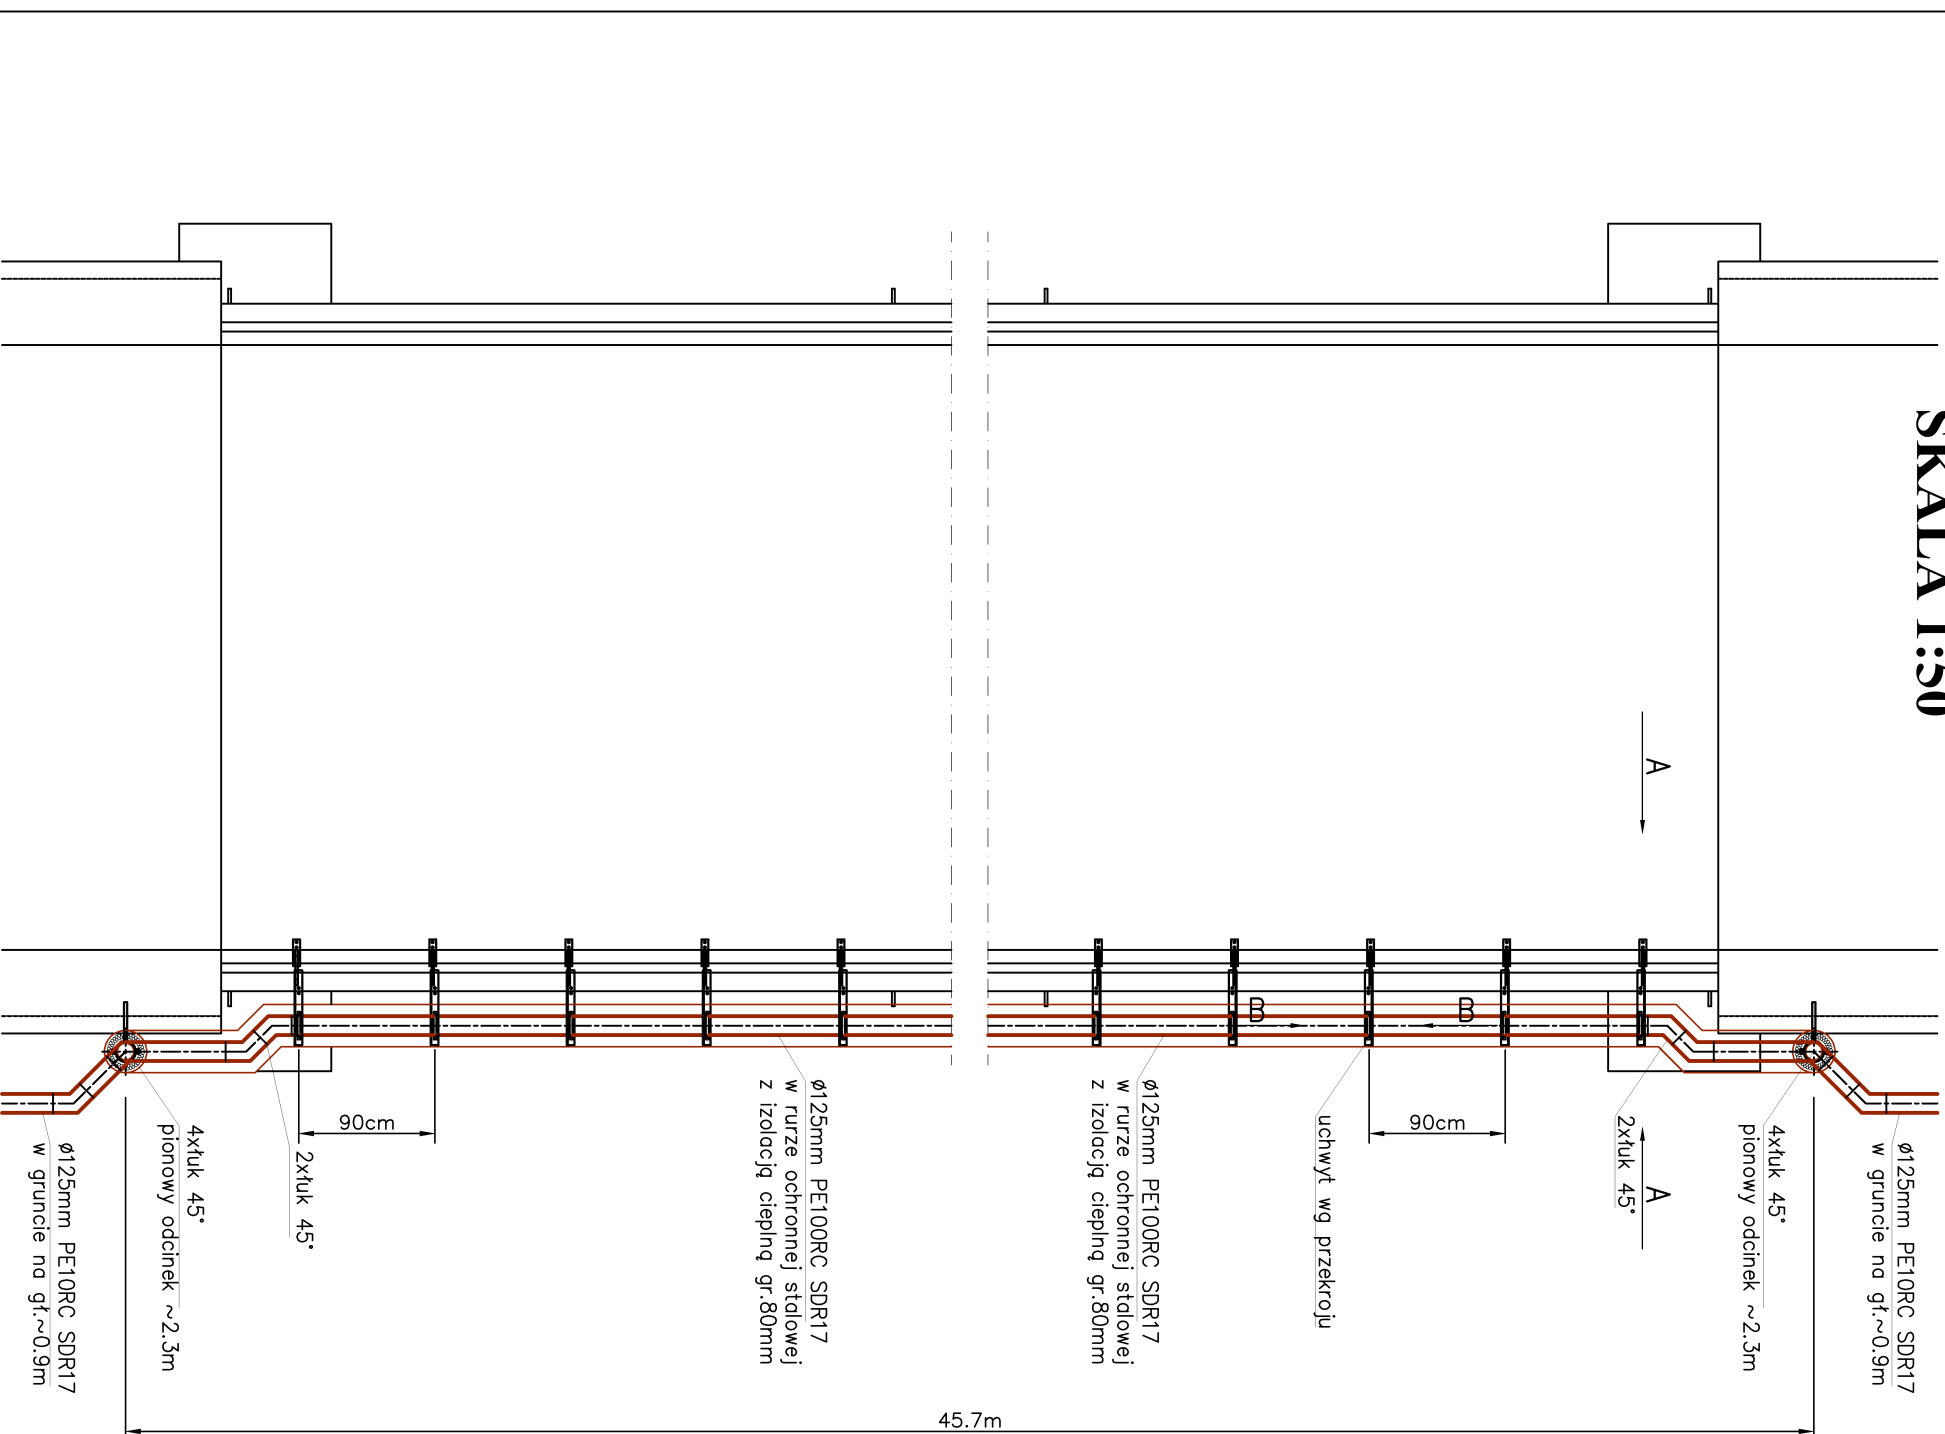 SKALA 1:50
A
B
B
ø125mm PE10RC SDR17
w gruncie na gł.~0.9m
4xłuk 45°
pionowy odcinek ~2.3m
2xłuk 45°
90cm
ø125mm PE100RC SDR17
w rurze ochronnej stalowej
z izolacją cieplną gr.80mm
ø125mm PE100RC SDR17
w rurze ochronnej stalowej
z izolacją cieplną gr.80mm
uchwyt wg przekroju
90cm
2xłuk 45°
A
4xłuk 45°
pionowy odcinek ~2.3m
ø125mm PE10RC SDR17
w gruncie na gł.~0.9m
45.7m